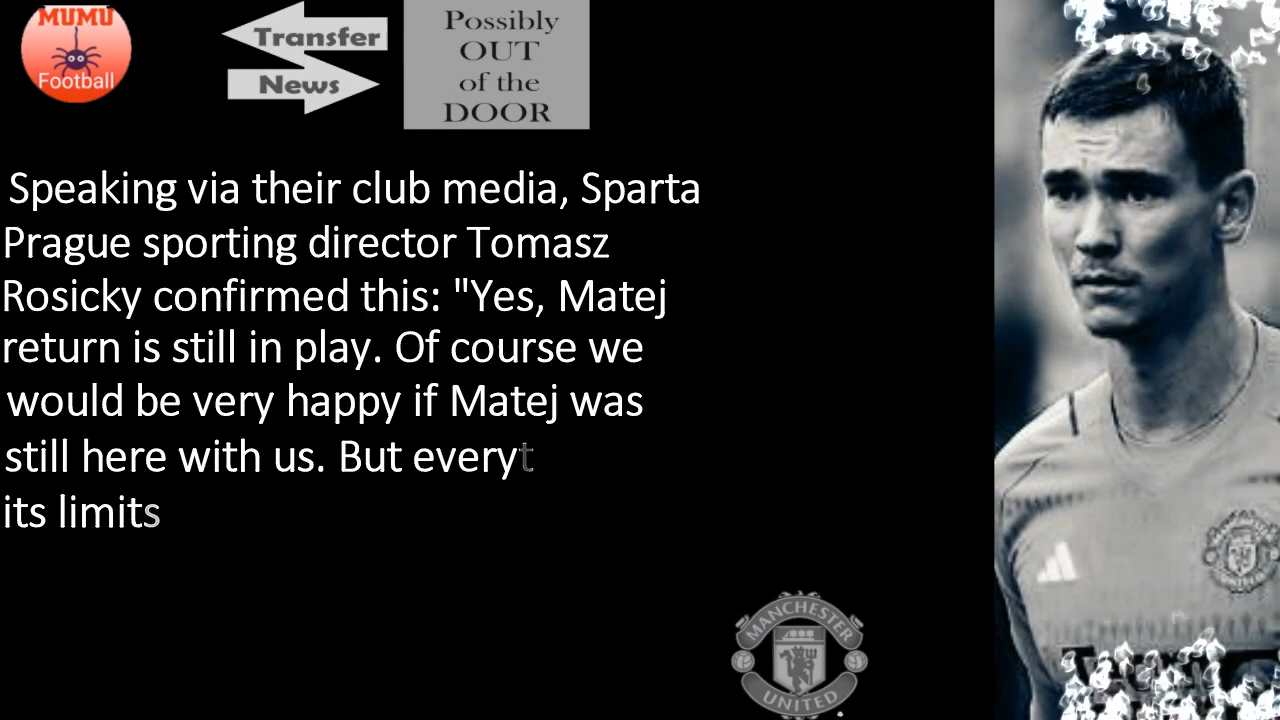 MUMU
Football
Transfer
News
Possibly
OUT
of the
DOOR
Speaking via their club media, Sparta
Prague sporting director Tomasz
Rosicky confirmed this: "Yes, Matej
return is still in play. Of course we
would be very happy if Matej was
still here with us. But everyt
its limits
MANCHESTER
UNITED